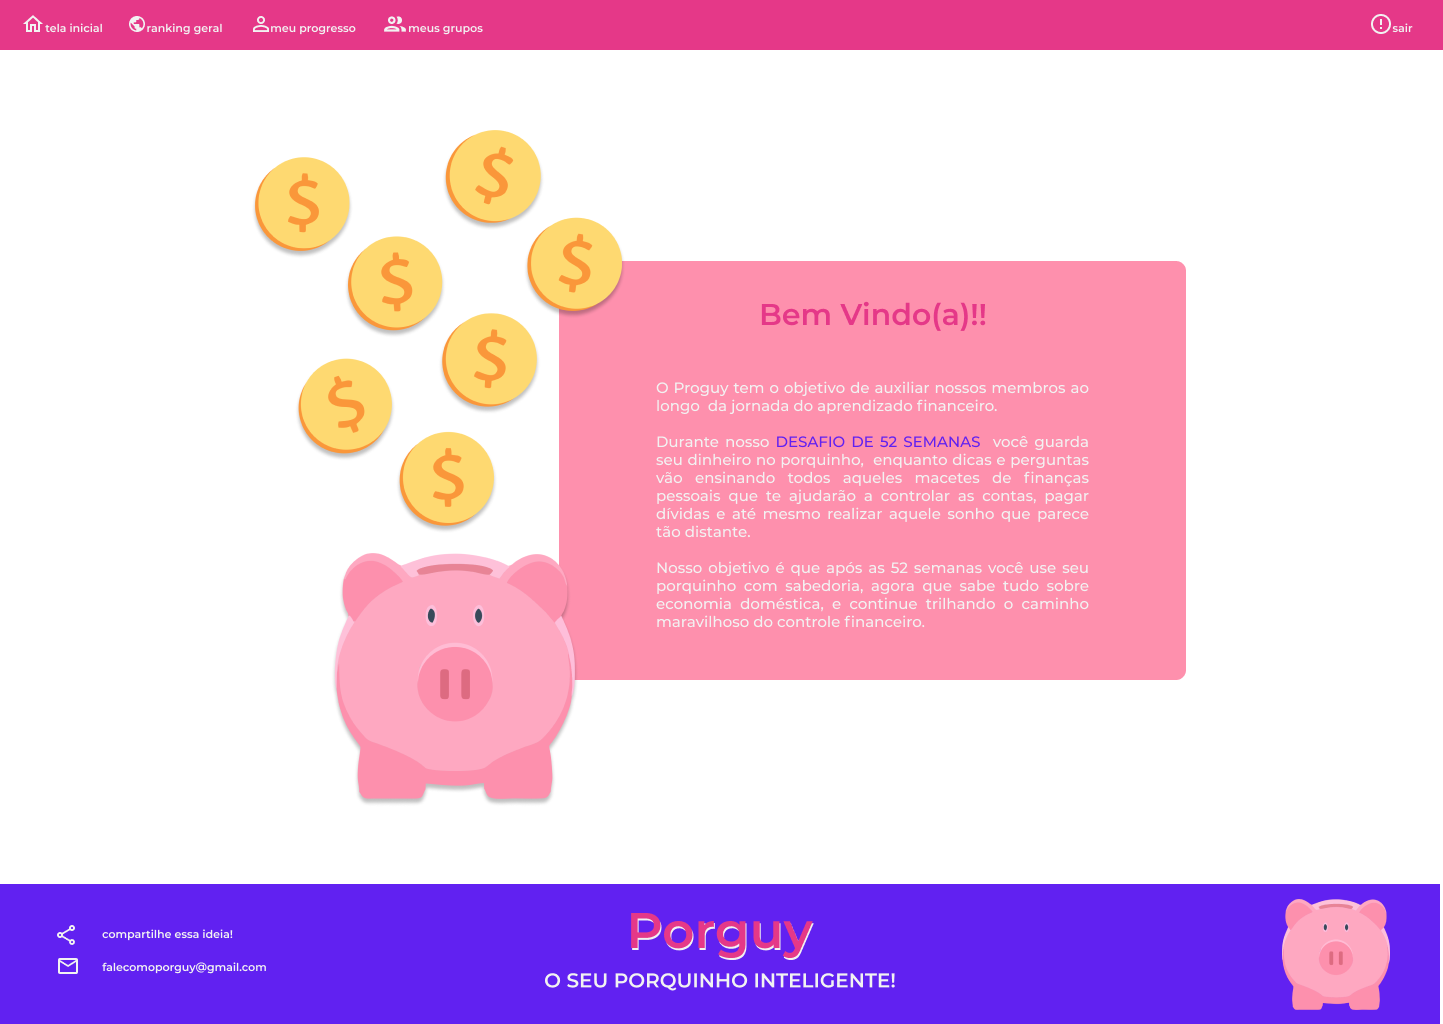 tela inicial
ranking geral
meu progresso
meus grupos
sair
$
$
$
$
$
$
$
Bem Vindo(a)!!
O Proguy tem o objetivo de auxiliar nossos membros ao
longo  da jornada do aprendizado financeiro.
Durante nosso DESAFIO DE 52 SEMANAS  você guarda
seu dinheiro no porquinho,  enquanto dicas e perguntas
vão ensinando todos aqueles macetes de finanças
pessoais que te ajudarão a controlar as contas, pagar
dívidas e até mesmo realizar aquele sonho que parece
tão distante.
Nosso objetivo é que após as 52 semanas você use seu
porquinho com sabedoria, agora que sabe tudo sobre
economia doméstica, e continue trilhando o caminho
maravilhoso do controle financeiro.
compartilhe essa ideia!
falecomoporguy@gmail.com
Porguy
O SEU PORQUINHO INTELIGENTE!